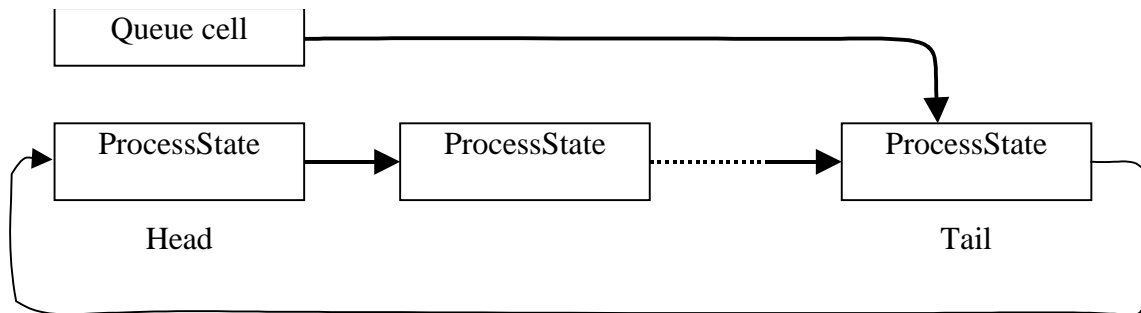 Queue cell
ProcessState
ProcessState
ProcessState
Head
Tail